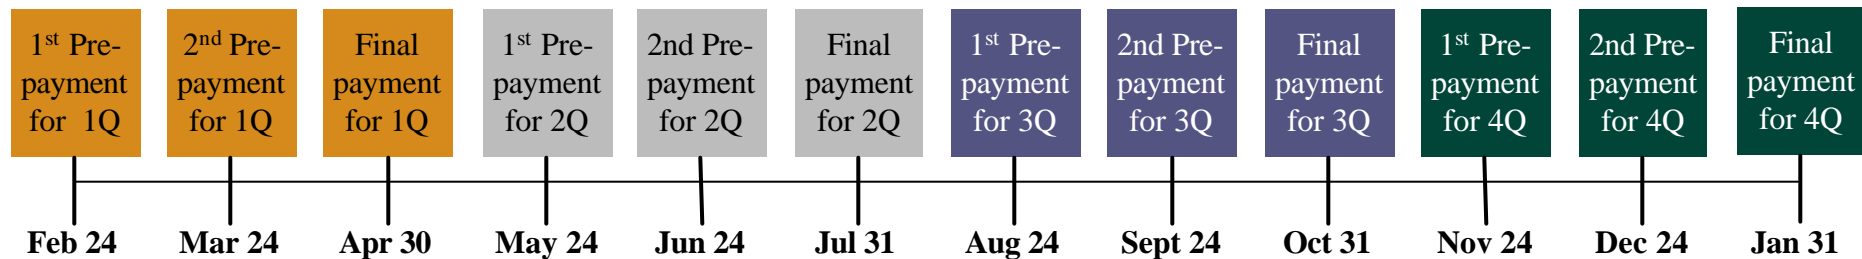 1st Pre-
payment
for 1Q
2nd Pre-
payment
for 1Q
Final
payment
for 1Q
1st Pre-
payment
for 2Q
2nd Pre-
payment
for 2Q
Final
payment
for 2Q
1st Pre-
payment
for 3Q
2nd Pre-
payment
for 3Q
Final
payment
for 3Q
1st Pre-
payment
for 4Q
2nd Pre-
payment
for 4Q
Final
payment
for 4Q
Feb 24
Mar 24
Apr 30
May 24
Jun 24
Jul 31
Aug 24
Sept 24
Oct 31
Nov 24
Dec 24
Jan 31